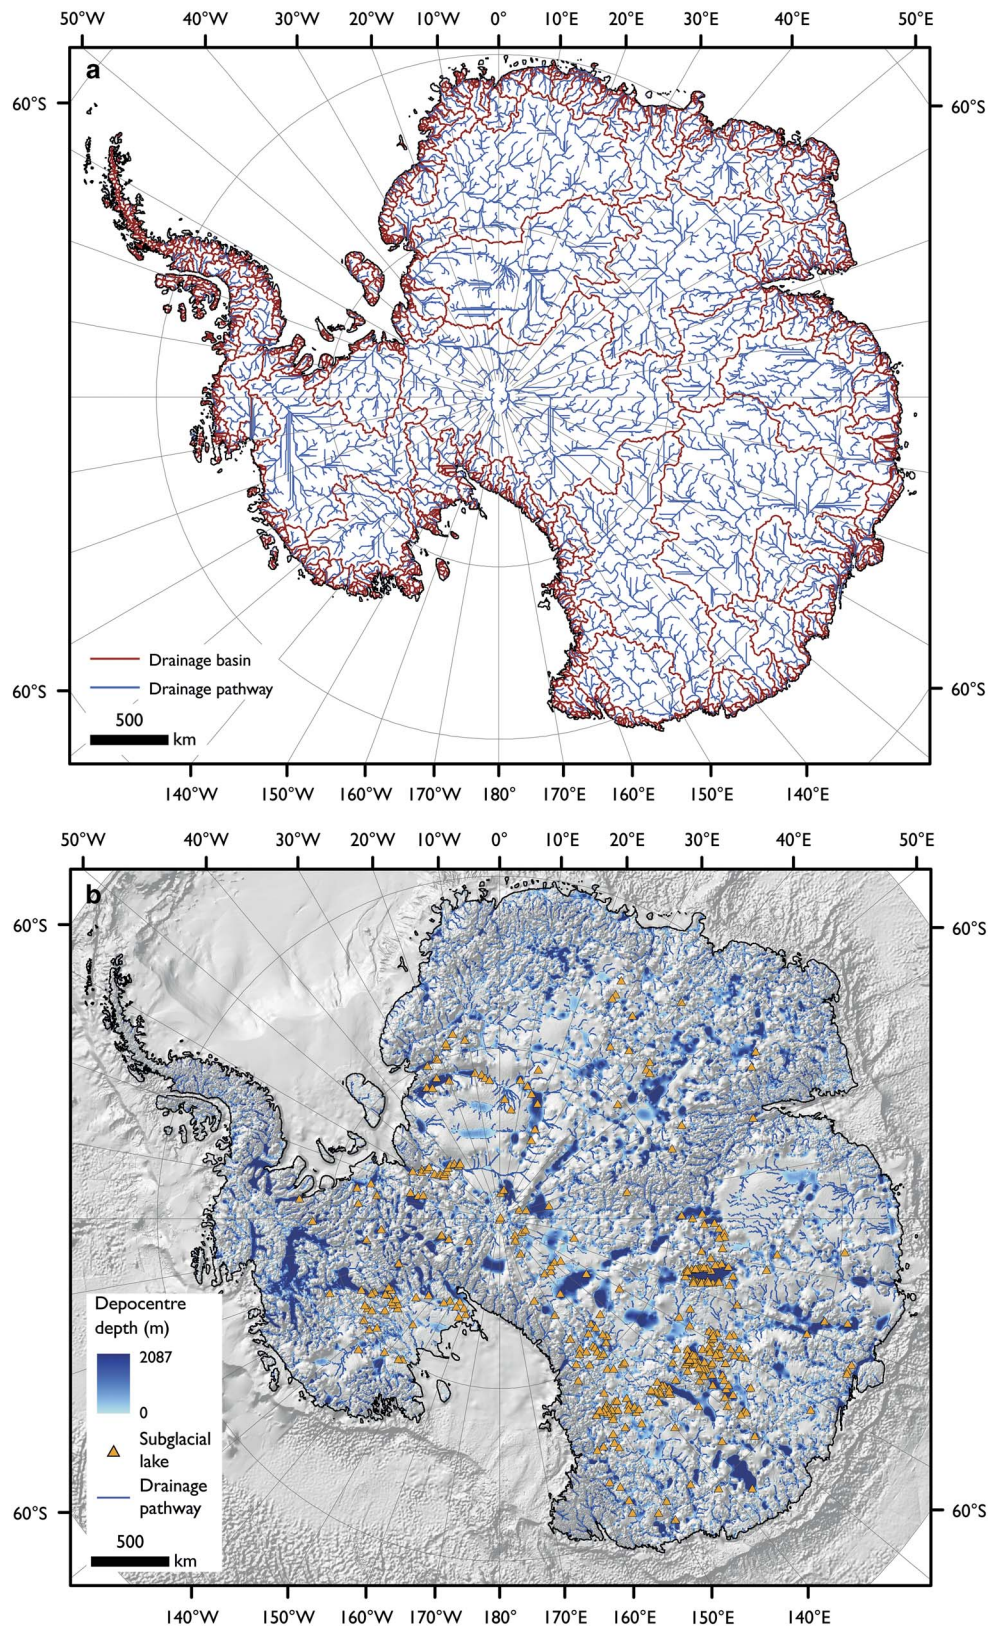 50°W 40°W 30°W 20°W 10°W 0° 10°E 20°E 30°E 40°E 50°E
a
60°S 60°S
Drainage basin
60°S Drainage pathway 60°S
500
km
140°W 150°W 160°W 170°W 180° 170°E 160°E 150°E 140°E
50°W 40°W 30°W 20°W 10°W 0° 10°E 20°E 30°E 40°E 50°E
b
60°S 60°S
Depocentre
depth (m)
2087
0
Subglacial
lake
Drainage
pathway
60°S 60°S
500
km
140°W 150°W 160°W 170°W 180° 170°E 160°E 150°E 140°E